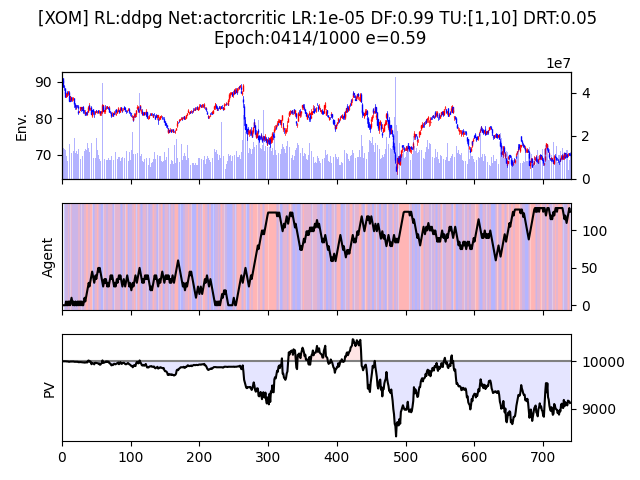 [XOM] RL:ddpg Net:actorcritic LR:1e-05 DF:0.99 TU:[1,10] DRT:0.05
Epoch:0414/1000 e=0.59
1e7
90
80
70
Env.
4
2
0
Agent
100
50
0
PV
10000
9000
0 100 200 300 400 500 600 700